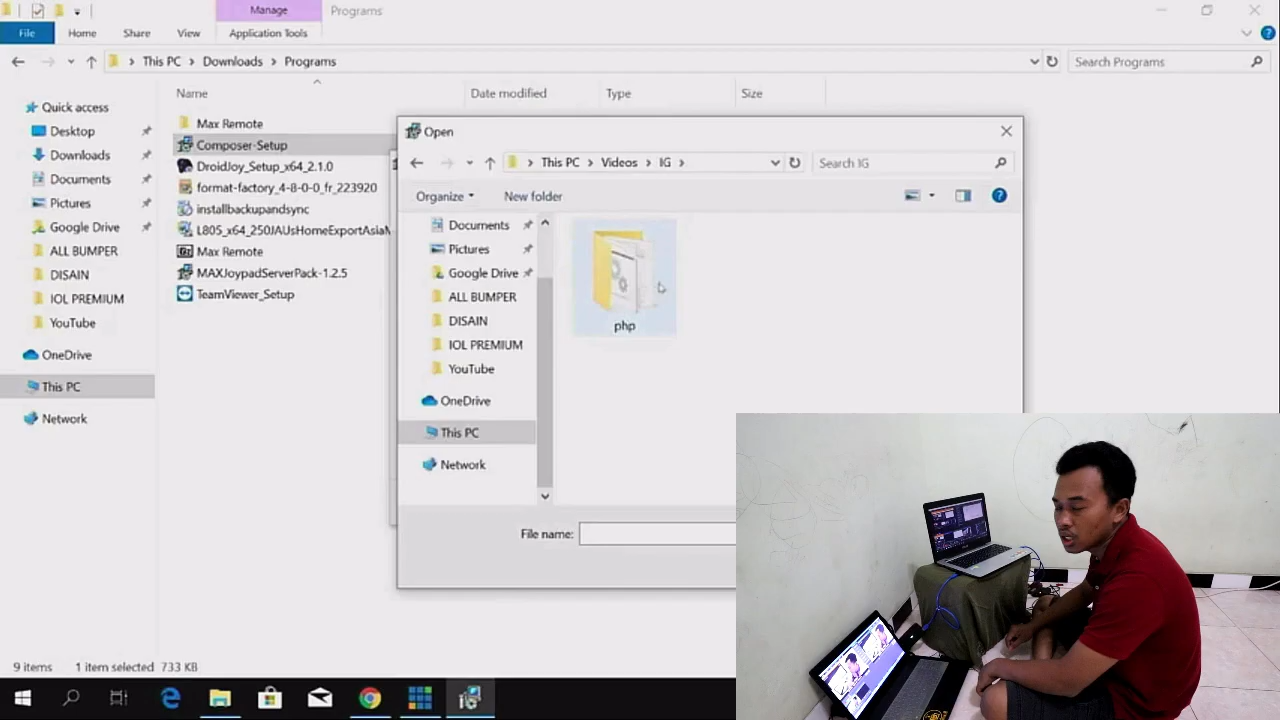 Manage
Programs
File
Home
Share
View
Application Tools
This PC
Downloads
Programs
Search Programs
Name
Date modified
Type
Size
Quick access
Desktop
Downloads
Documents
Pictures
Google Drive
ALL BUMPER
DISAIN
IOL PREMIUM
YouTube
OneDrive
This PC
Network
Max Remote
Composer-Setup
DroidJoy_Setup_x64_2.1.0
format-factory_4-8-0-0_fr_223920
installbackupandsync
L805_x64_250JAUsHomeExportAsiaM
Max Remote
MAXJoypadServerPack-1.2.5
TeamViewer_Setup
Open
This PC
Videos
IG
Search IG
Organize
New folder
Documents
Pictures
Google Drive
ALL BUMPER
DISAIN
IOL PREMIUM
YouTube
OneDrive
This PC
Network
php
File name:
9 items
1 item selected 733 KB